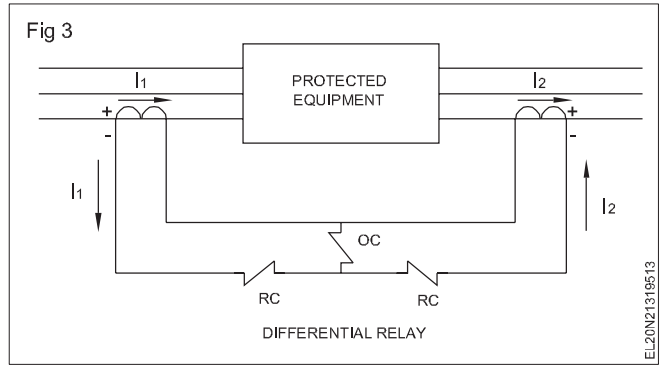 Fig 3
PROTECTED
EQUIPMENT
I1
I2
+
-
+
-
I1
I2
OC
RC
RC
DIFFERENTIAL RELAY
EL20N21319513